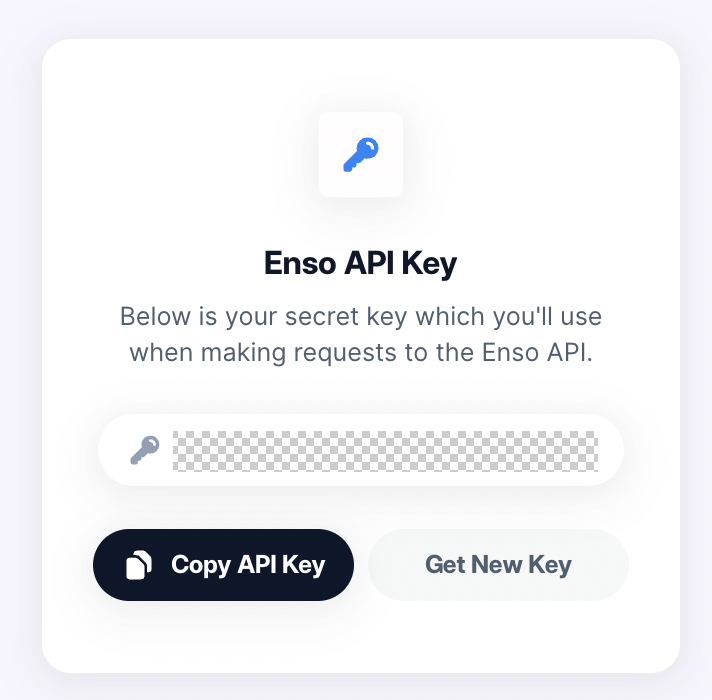 Enso API Key
Below is your secret key which you'll use
when making requests to the Enso API.
Copy API Key
Get New Key